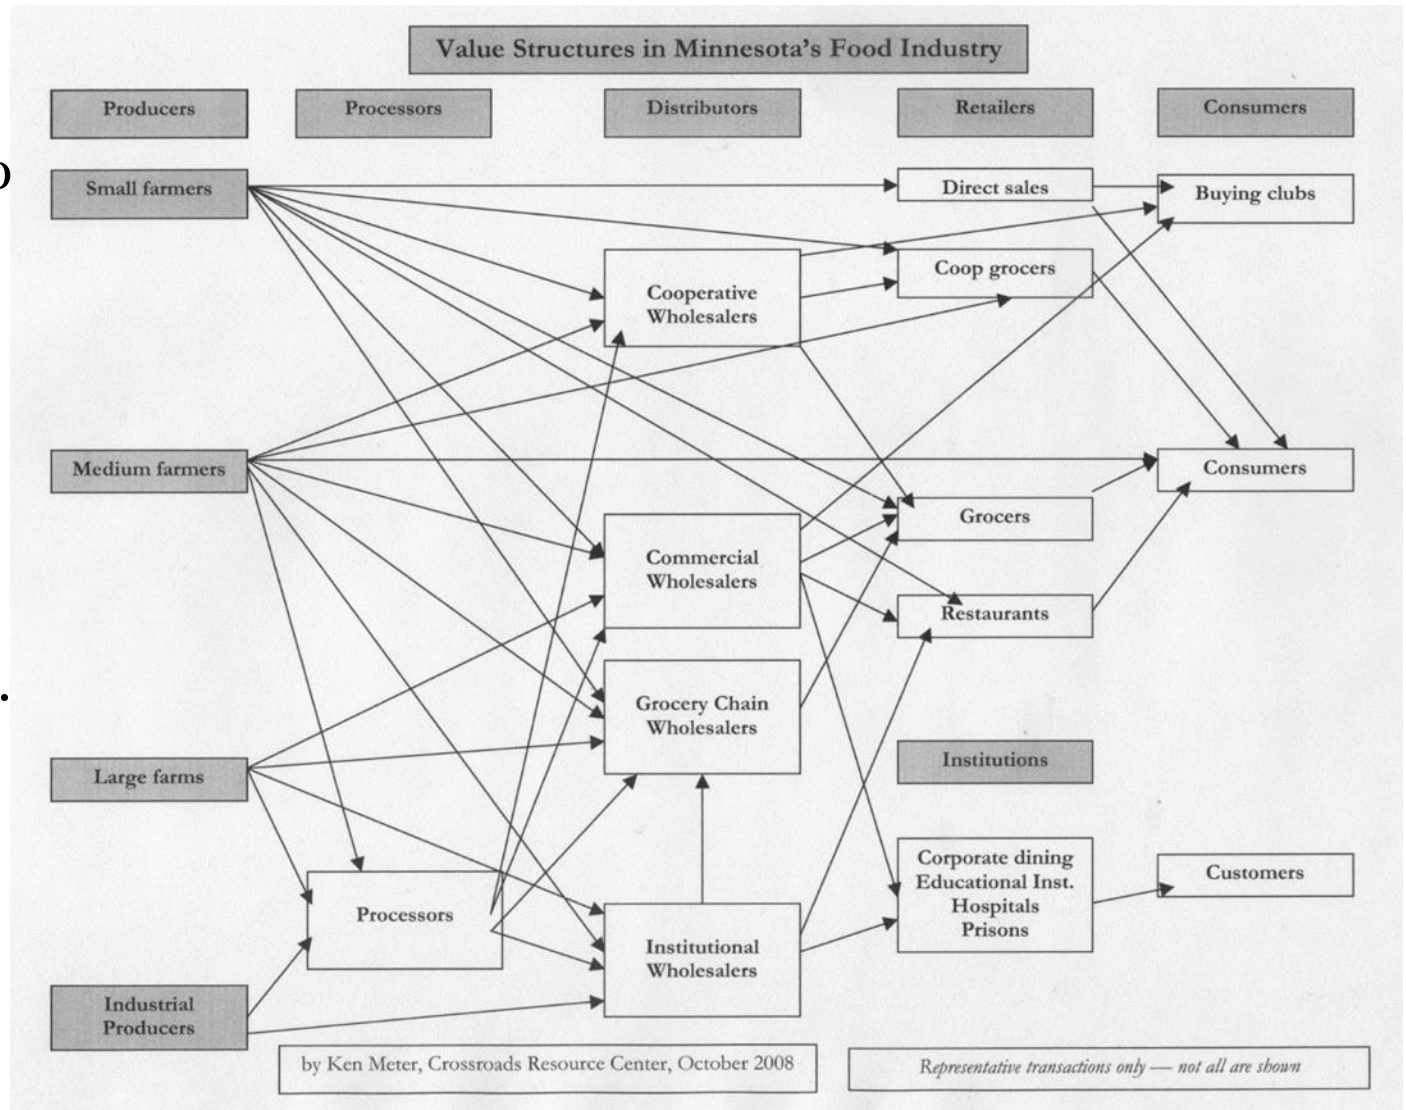 Value Structures in Minnesota's Food Industry
Producers
Processors
Distributors
Retailers
Consumers
Small farmers
Direct sales
Buying clubs
Cooperative
Wholesalers
Coop grocers
Medium farmers
Consumers
Grocers
Commercial
Wholesalers
Restaurants
Grocery Chain
Wholesalers
Large farms
Institutions
Corporate dining
Educational Inst.
Hospitals
Prisons
Customers
Processors
Institutional
Wholesalers
Industrial
Producers
by Ken Meter, Crossroads Resource Center, October 2008
Representative transactions only — not all are shown